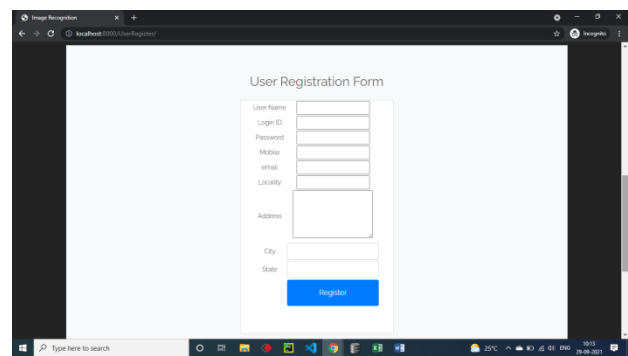 Image Recognition
localhost:8000/UserRegister/
Incognito
User Registration Form
User Name
Login ID
Password
Mobile
email
Locality
Address
City
State
Register
Type here to search
25°C
ENG
10:13
29-09-2021